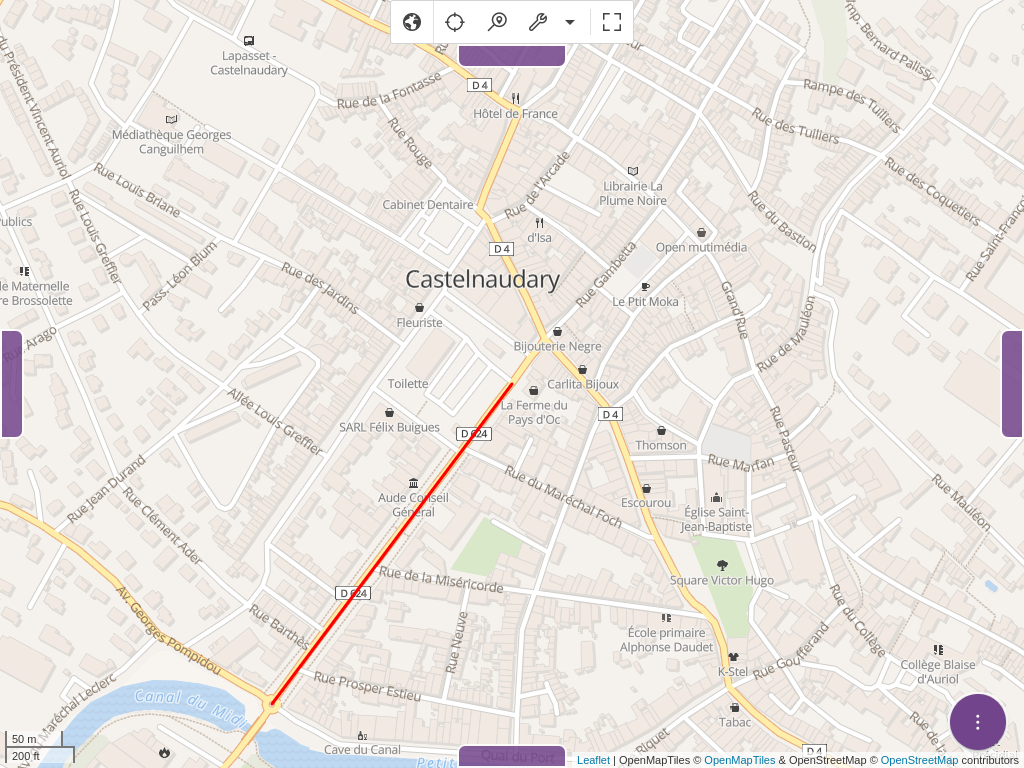 Lapasset -
Castelnaudary
D 4
Rue de la Fontasse
mp. Bernard Palissy
Rampe des Tuiliers
Hôtel de France
du Président Vincent Auriol
Médiathèque Georges
Canguilhem
Rue Rouge
Rue des Tuiliers
Rue Louis Briane
Rue de l'Arcade
Librairie La
Plume Noire
Rue des Coquetiers
Cabinet Dentaire
Rue Louis Greffier
Rue du Bastion
Rue Saint-Franço
Publics
d'Isa
Open mutimédia
D 4
Pass. Léon Blum
Rue Gambetta
Castelnaudary
le Maternelle
re Brossolette
Rue des Jardins
Le Ptit Moka
Grand'Rue
Fleuriste
Rue de Mauléon
Rue Arago
Bijouterie Negre
Toilette
Carlita Bijoux
La Ferme du
Pays d'Oc
Allée Louis Greffier
D 4
SARL Félix Buigues
D 624
Thomson
Rue Pasteur
Rue Marfan
Rue Jean Durand
Rue du Maréchal Foch
Aude Conseil
Général
Escourou
Église Saint-
Jean-Baptiste
Rue Mauléon
Rue Clément Ader
Rue de la Miséricorde
Square Victor Hugo
D 624
Av. Georges Pompidou
Rue Barthès
Rue Neuve
École primaire
Alphonse Daudet
Rue du Collège
Rue Goufferand
K-Stel
Collège Blaise
d'Auriol
Rue Prosper Estieu
Maréchal Leclerc
Canal du Midi
Tabac
Rue de la
Cave du Canal
Riquet
D 4
Quai du Port
Petit
50 m
200 ft
Leaflet | OpenMapTiles © OpenMapTiles & OpenStreetMap © OpenStreetMap contributors